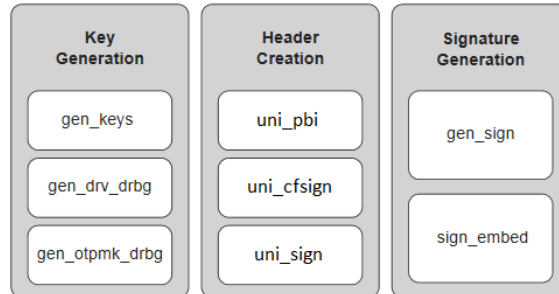 Key
Generation
gen_keys
gen_drv_drbg
gen_otpmk_drbg
Header
Creation
uni_pbi
uni_cfsign
uni_sign
Signature
Generation
gen_sign
sign_embed